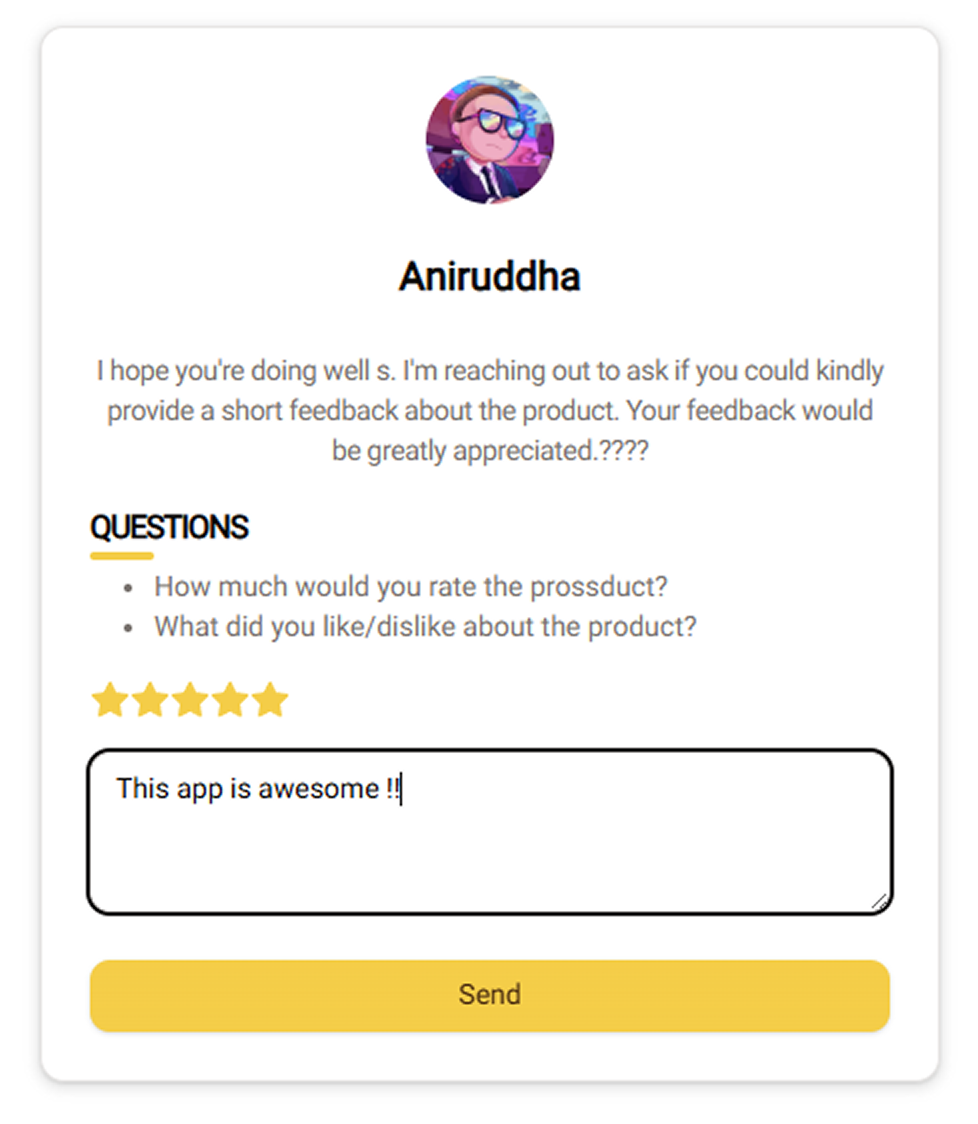 Aniruddha
I hope you're doing well s. I'm reaching out to ask if you could kindly
provide a short feedback about the product. Your feedback would
be greatly appreciated.????
QUESTIONS
• How much would you rate the prossduct?
• What did you like/dislike about the product?
This app is awesome !!
Send